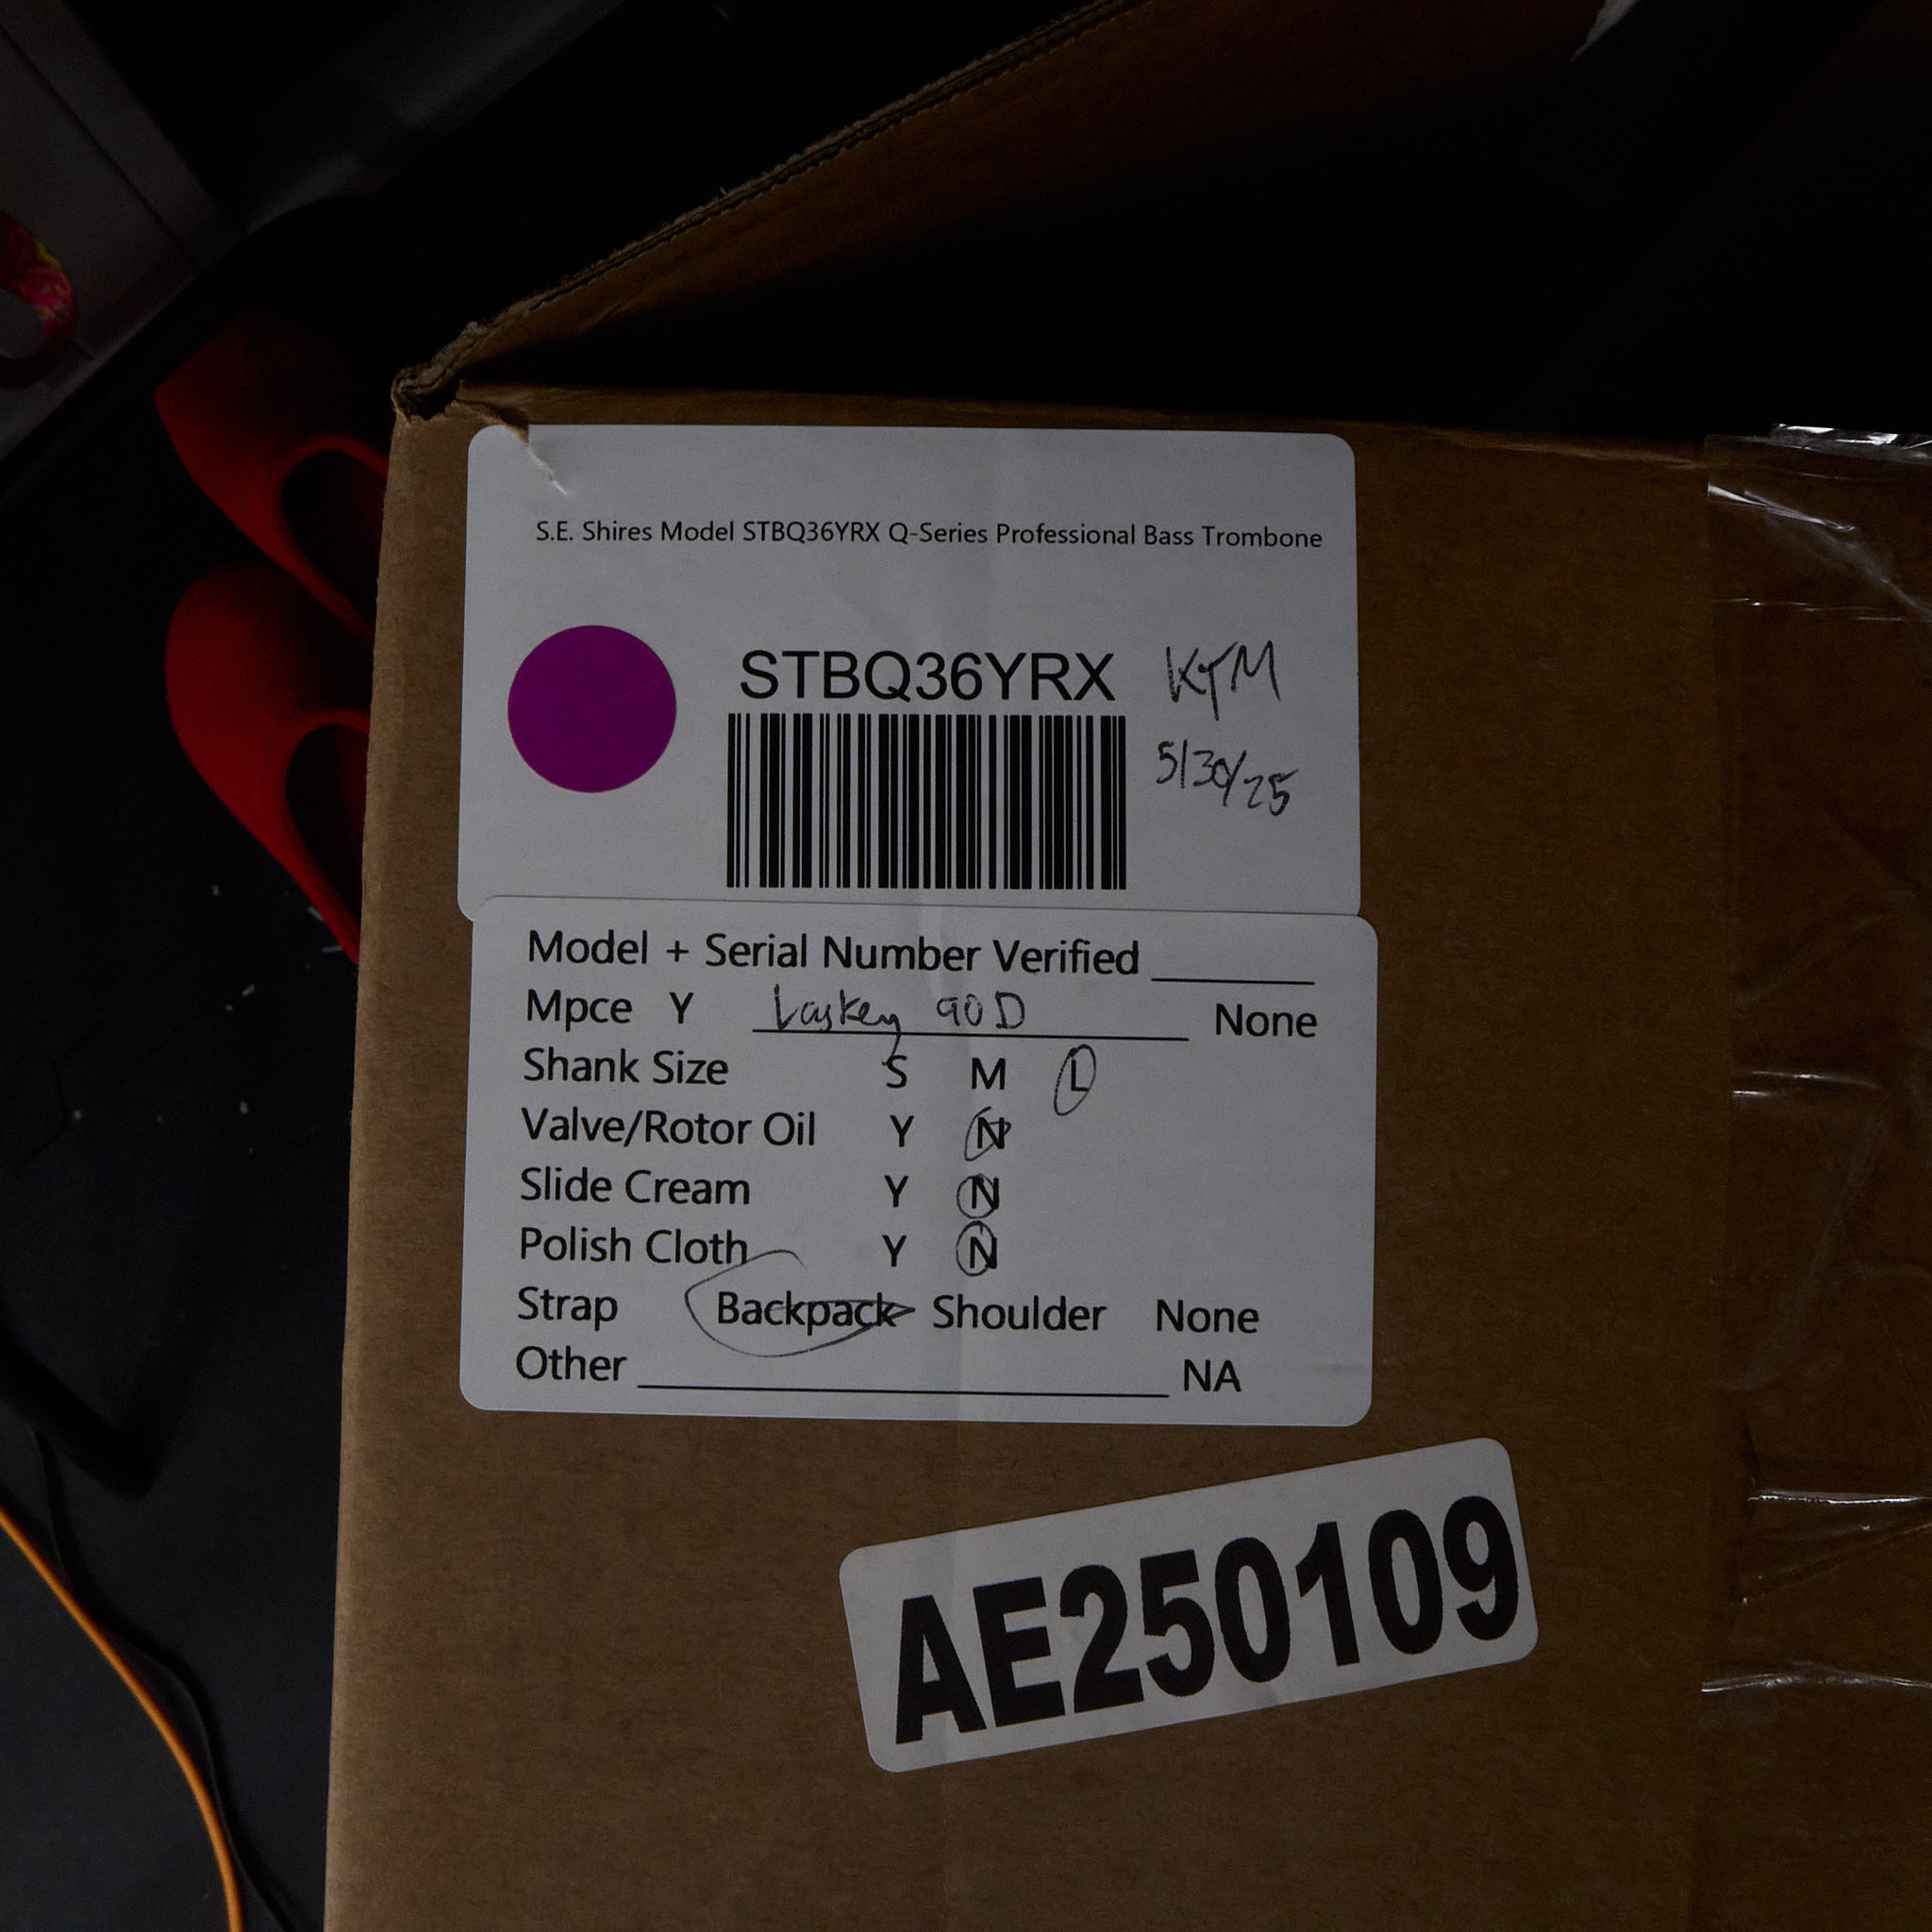 S.E. Shires Model STBQ36YRX Q-Series Professional Bass Trombone
STBQ36YRX
KTM
5/30/25
Model + Serial Number Verified
Mpce Y Laskey 90D None
Shank Size S M L
Valve/Rotor Oil Y N
Slide Cream Y N
Polish Cloth Y N
Strap Backpack Shoulder None
Other NA
AE250109